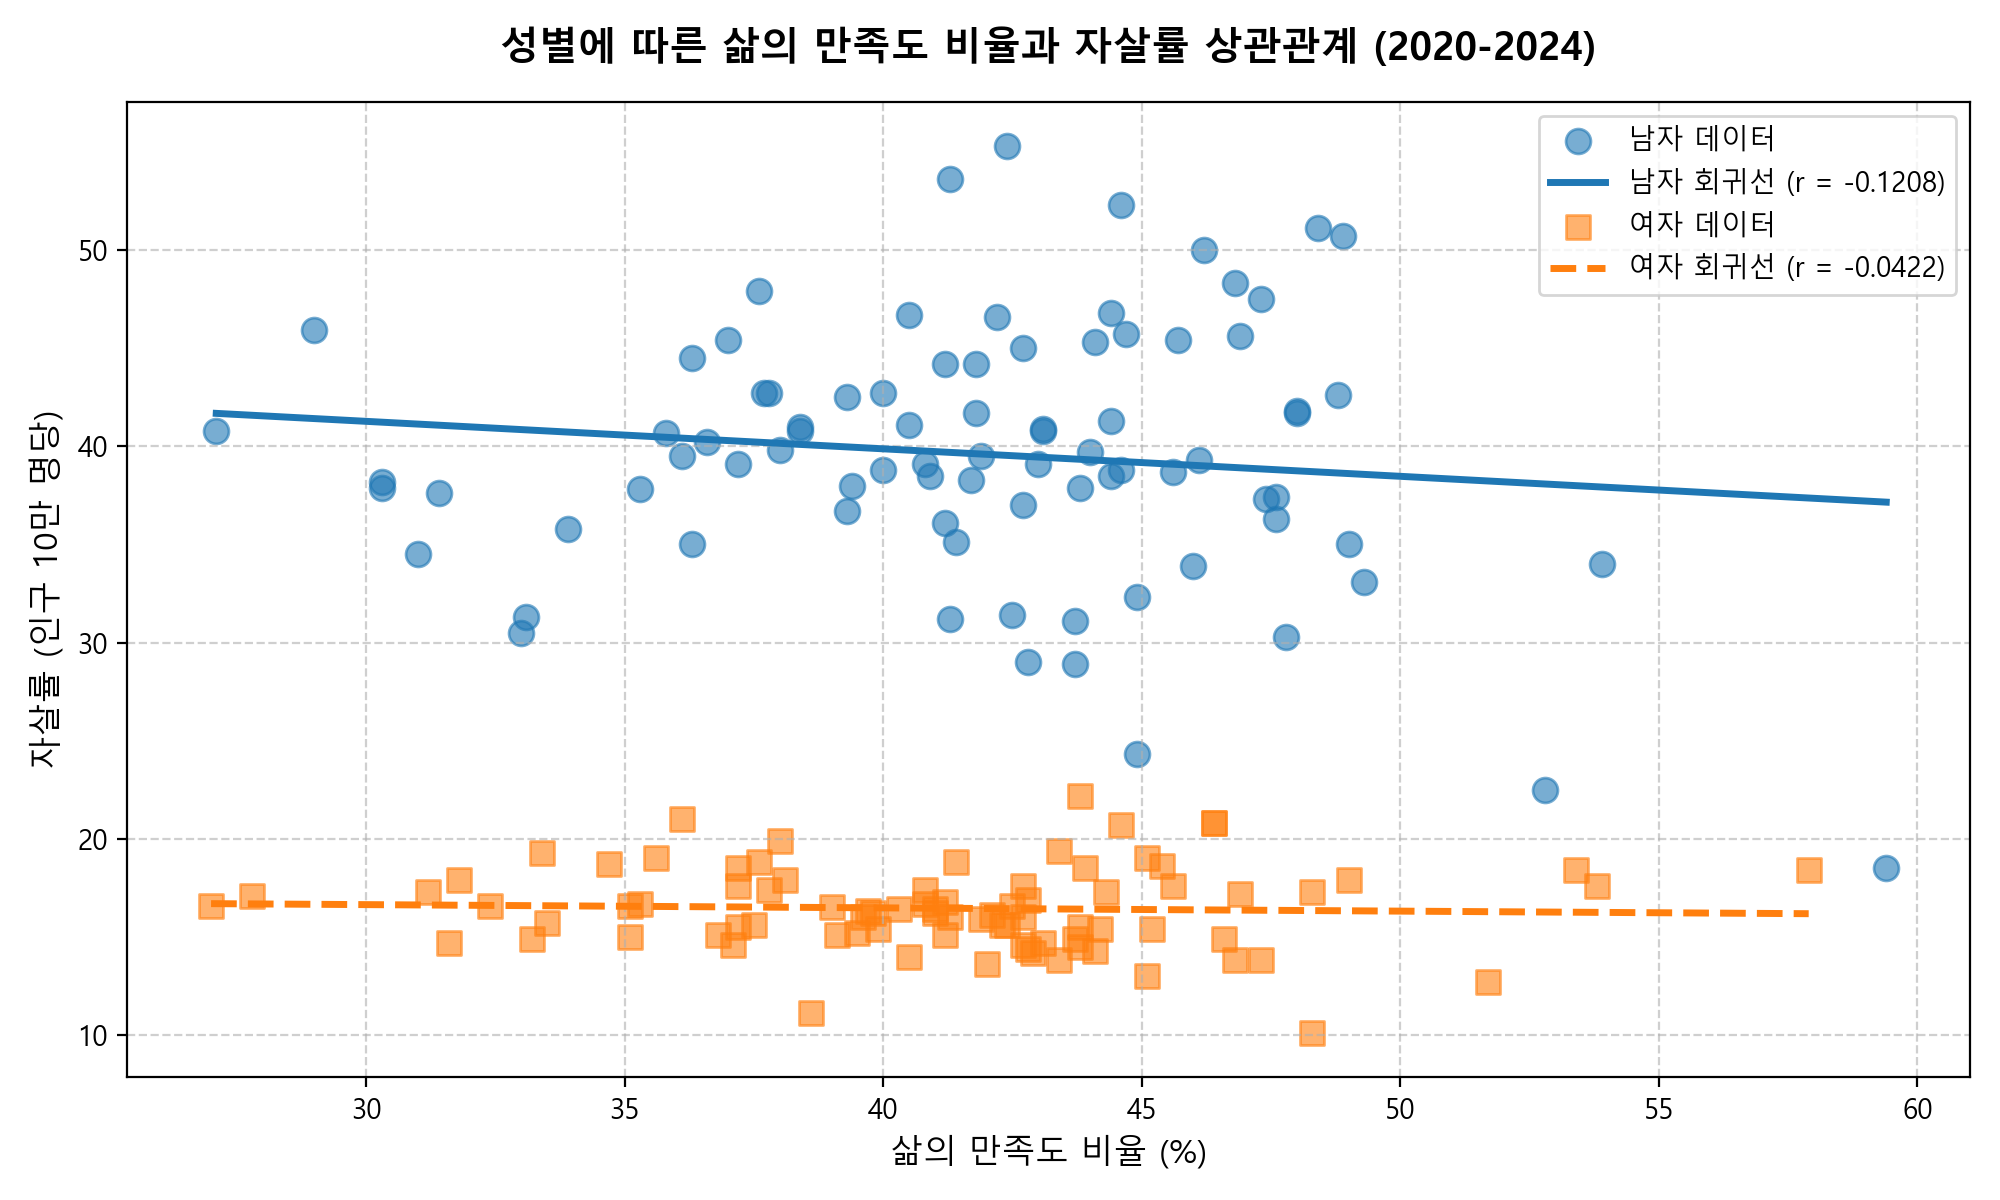 성별에 따른 삶의 만족도 비율과 자살률 상관관계 (2020-2024)
남자 데이터
남자 회귀선 (r = -0.1208)
여자 데이터
여자 회귀선 (r = -0.0422)
자살률 (인구 10만 명당)
50
40
30
20
10
30 35 40 45 50 55 60
삶의 만족도 비율 (%)